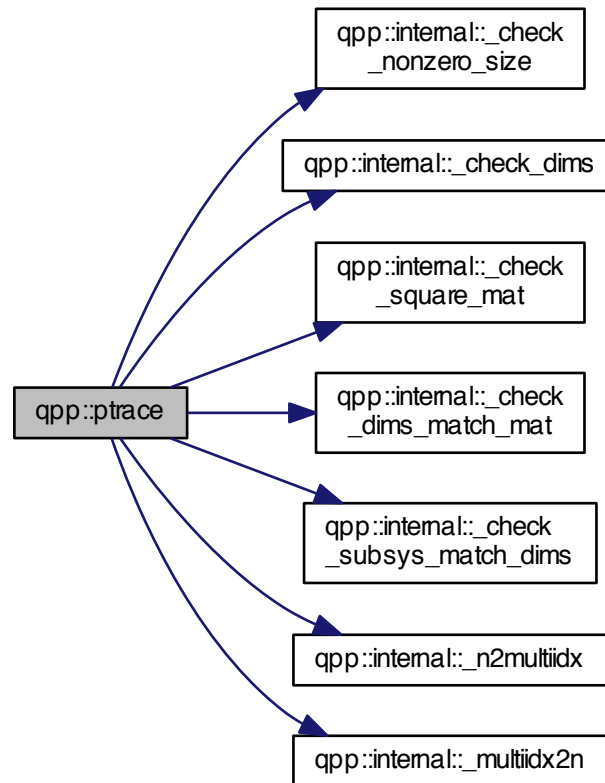 qpp::internal::_check
_nonzero_size
qpp::internal::_check_dims
qpp::internal::_check
_square_mat
qpp::ptrace
qpp::internal::_check
_dims_match_mat
qpp::internal::_check
_subsys_match_dims
qpp::internal::_n2multiidx
qpp::internal::_multiidx2n